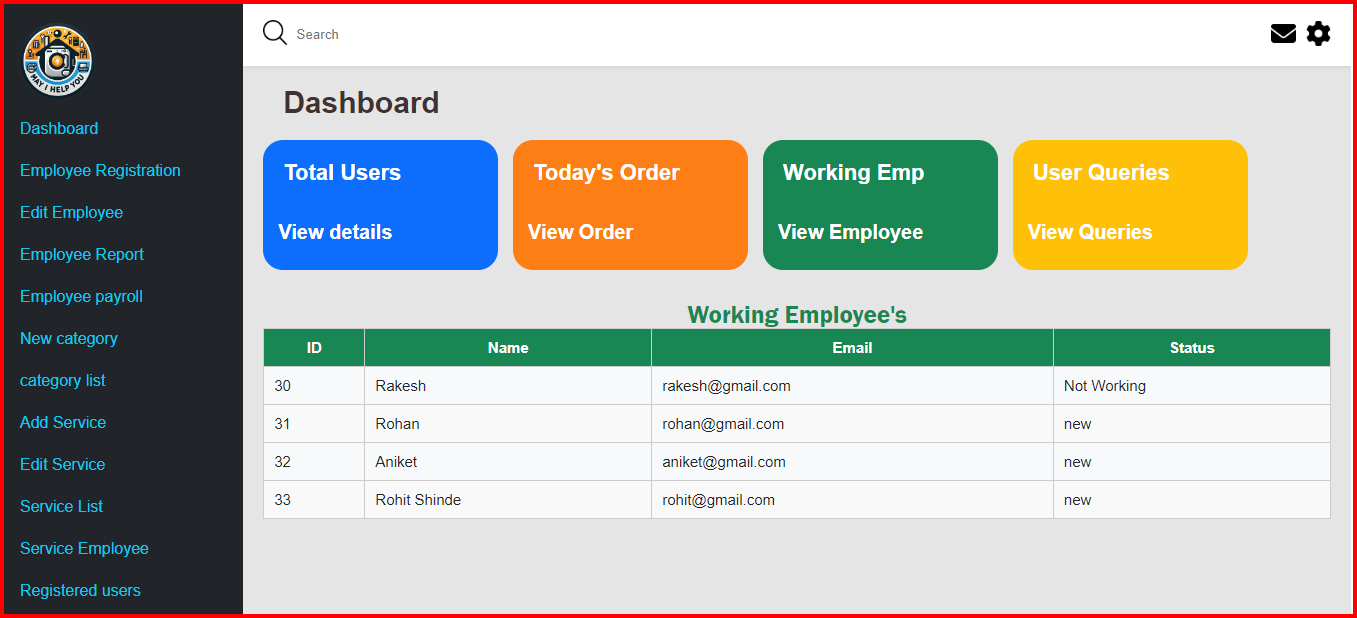 MAY I HELP YOU
Dashboard
Employee Registration
Edit Employee
Employee Report
Employee payroll
New category
category list
Add Service
Edit Service
Service List
Service Employee
Registered users
Search
Dashboard
Total Users
View details
Today's Order
View Order
Working Emp
View Employee
User Queries
View Queries
Working Employee's
ID Name Email Status
30 Rakesh rakesh@gmail.com Not Working
31 Rohan rohan@gmail.com new
32 Aniket aniket@gmail.com new
33 Rohit Shinde rohit@gmail.com new